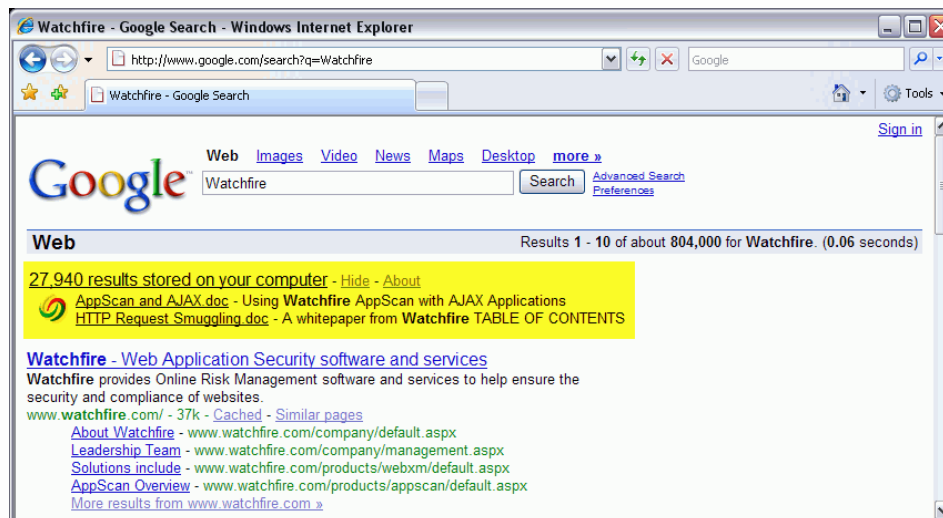 Watchfire - Google Search - Windows Internet Explorer
http://www.google.com/search?q=Watchfire
Google
Watchfire - Google Search
Tools
Sign in
Google™
Web Images Video News Maps Desktop more »
Watchfire
Search
Advanced Search
Preferences
Web
Results 1 - 10 of about 804,000 for Watchfire. (0.06 seconds)
27,940 results stored on your computer - Hide - About
AppScan and AJAX.doc - Using Watchfire AppScan with AJAX Applications
HTTP Request Smuggling.doc - A whitepaper from Watchfire TABLE OF CONTENTS
Watchfire - Web Application Security software and services
Watchfire provides Online Risk Management software and services to help ensure the
security and compliance of websites.
www.watchfire.com/ - 37k - Cached - Similar pages
About Watchfire - www.watchfire.com/company/default.aspx
Leadership Team - www.watchfire.com/company/management.aspx
Solutions include - www.watchfire.com/products/webxm/default.aspx
AppScan Overview - www.watchfire.com/products/appscan/default.aspx
More results from www.watchfire.com »